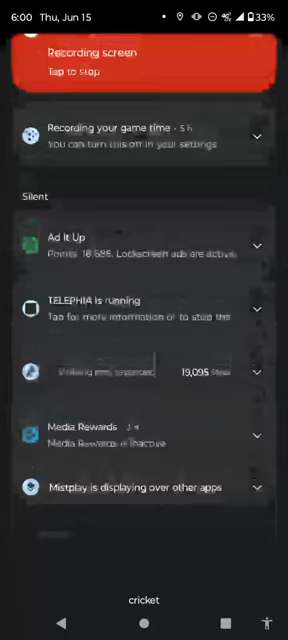 6:00 Thu, Jun 15
33%
Recording screen
Tap to stop
Recording your game time · 5 h
You can turn this off in your settings
Silent
Ad It Up
Points: 18,686. Lockscreen ads are active.
TELEPHIA is running
Tap for more information or to stop the
19,095
Media Rewards
Media Rewards is inactive
Mistplay is displaying over other apps
cricket